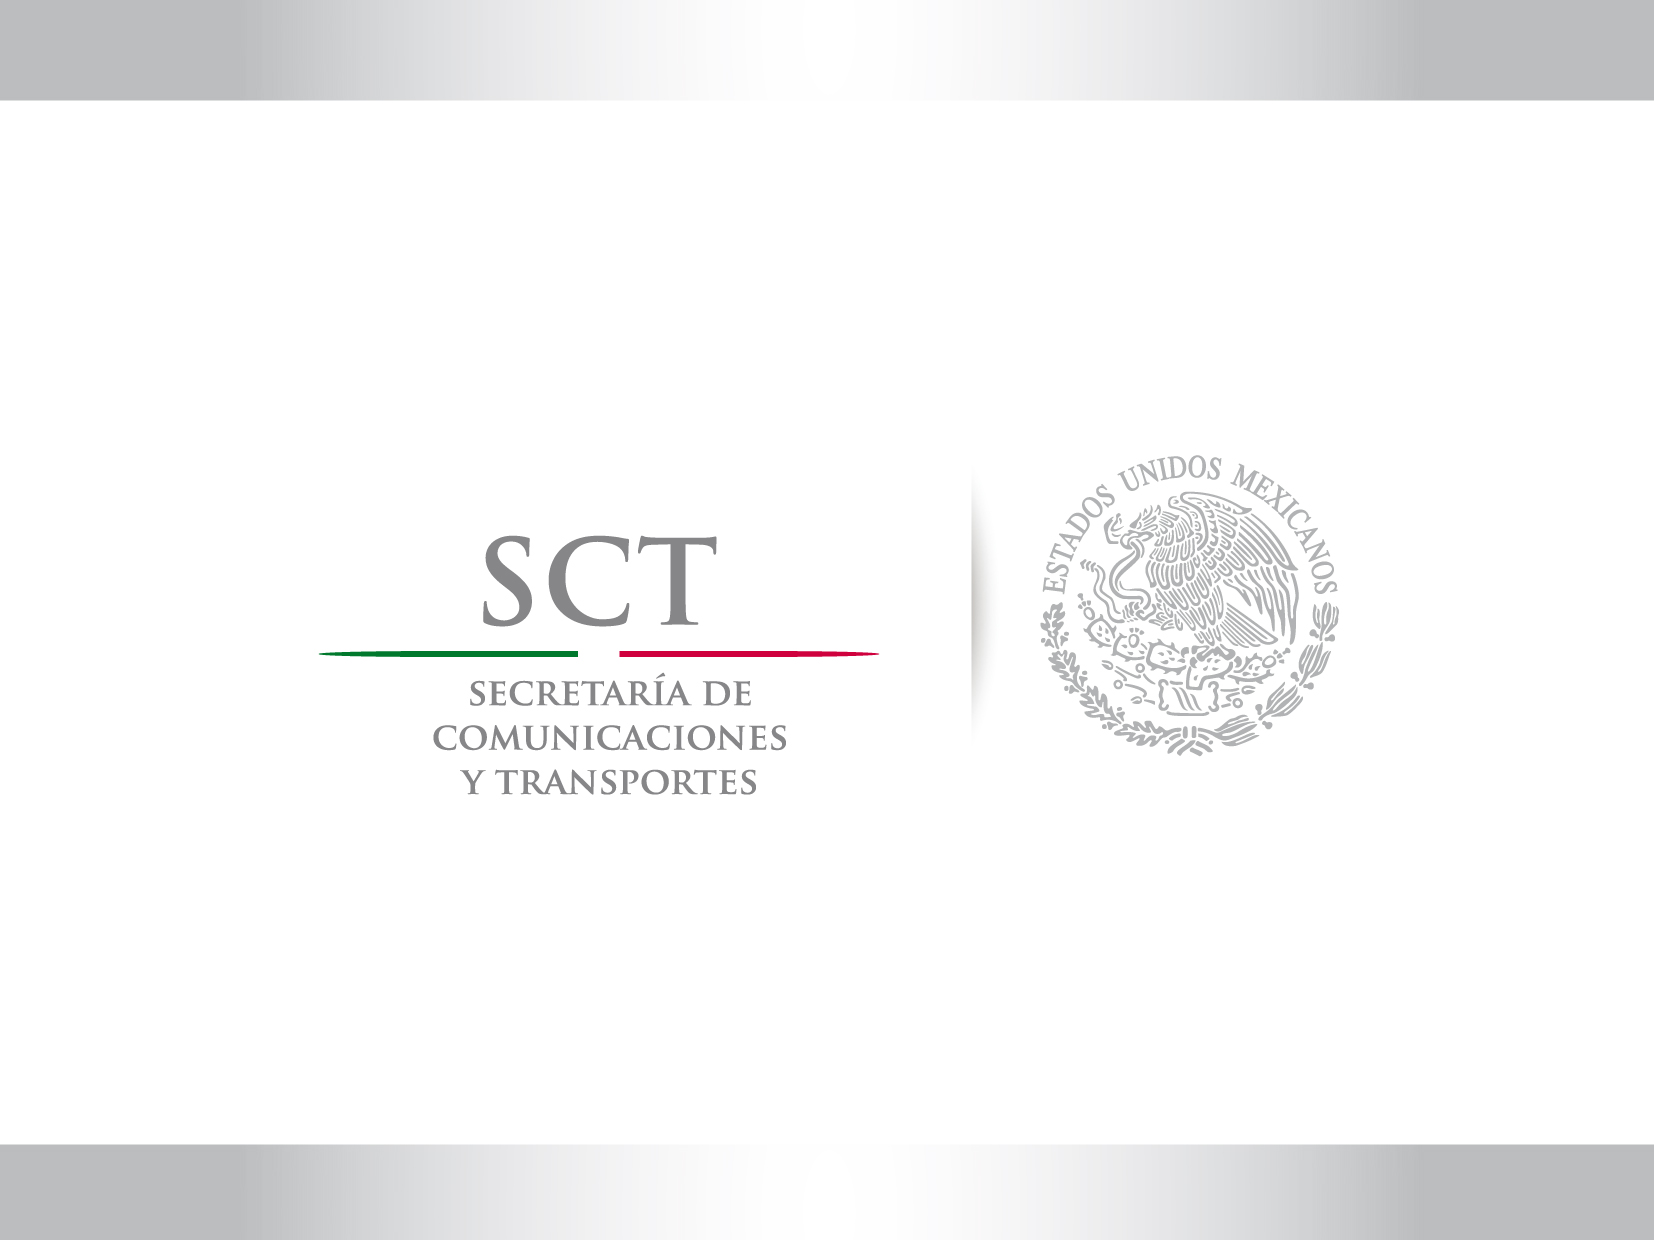 SCT
SECRETARÍA DE
COMUNICACIONES
Y TRANSPORTES
ESTADOS UNIDOS MEXICANOS